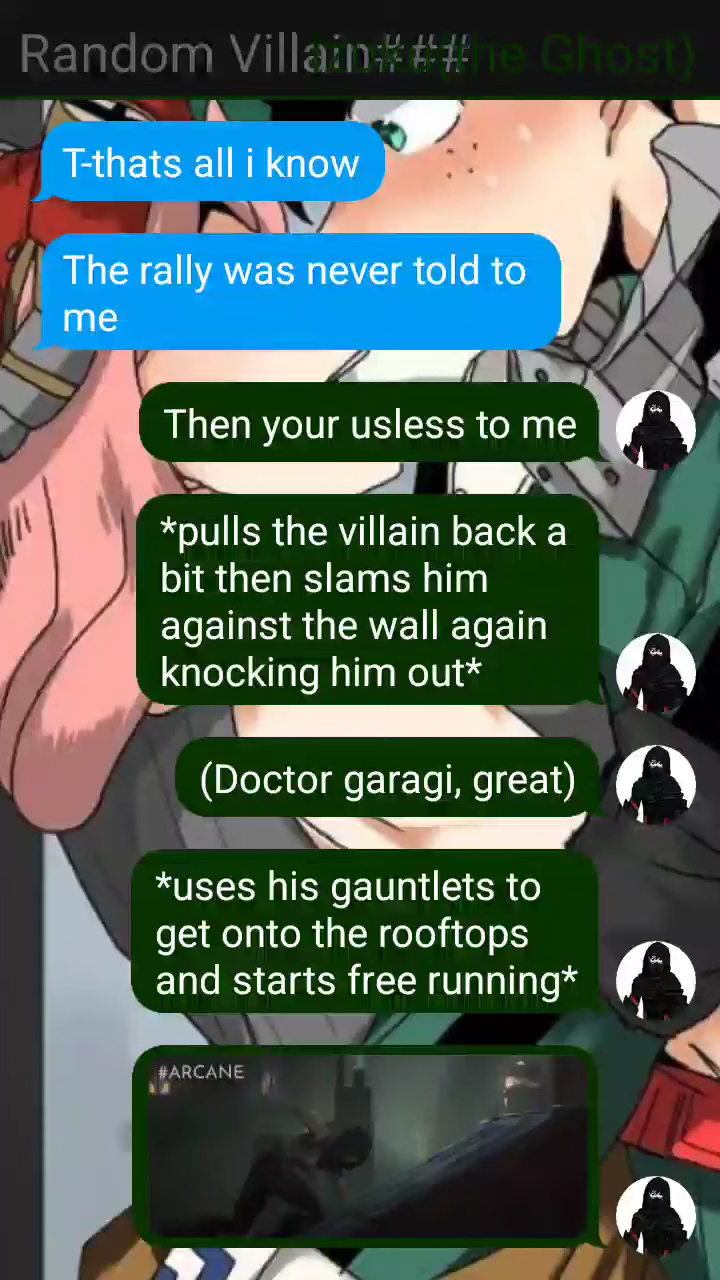 Random Villain### the Ghost)
T-thats all i know
The rally was never told to
me
Then your usless to me
*pulls the villain back a
bit then slams him
against the wall again
knocking him out*
(Doctor garagi, great)
*uses his gauntlets to
get onto the rooftops
and starts free running*
#ARCANE